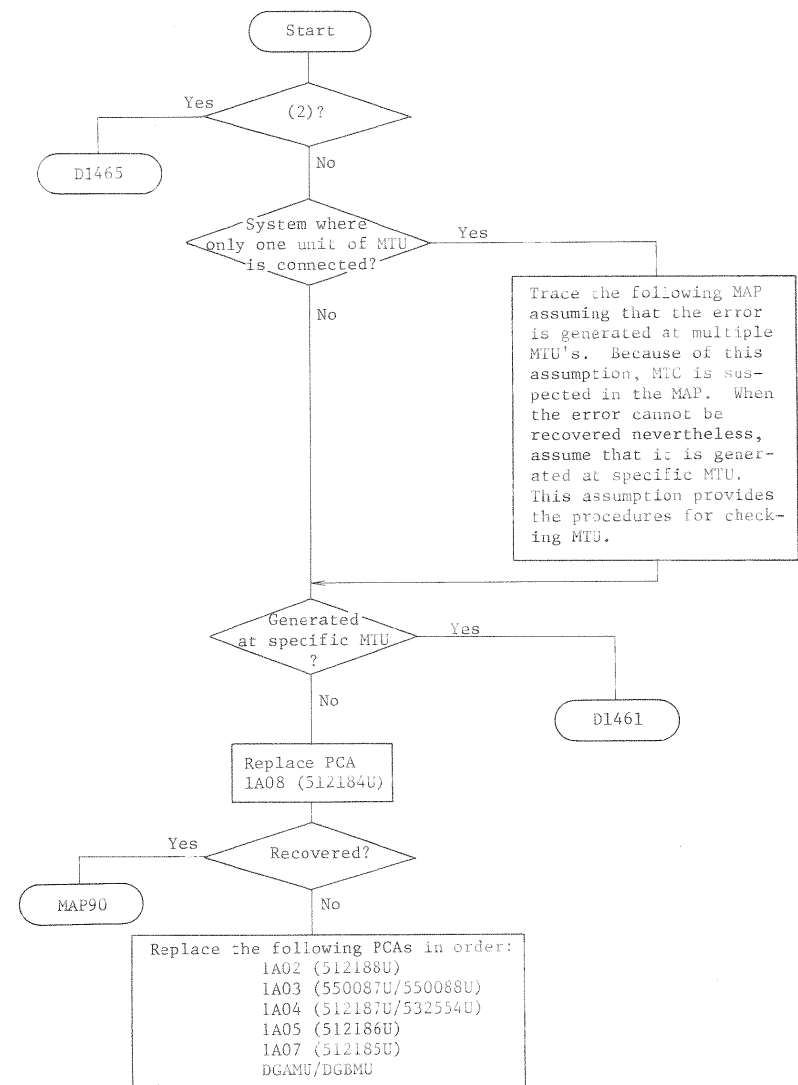 Start
Yes
(2)?
D1465
No
System where
only one unit of MTU
is connected?
Yes
No
Trace the following MAP
assuming that the error
is generated at multiple
MTU's. Because of this
assumption, MTC is sus-
pected in the MAP. When
the error cannot be
recovered nevertheless,
assume that it is gener-
ated at specific MTU.
This assumption provides
the procedures for check-
ing MTU.
Generated
at specific MTU
?
Yes
No
D1461
Replace PCA
1A08 (512184U)
Yes
Recovered?
MAP90
No
Replace the following PCAs in order:
1A02 (512188U)
1A03 (550087U/550088U)
1A04 (512187U/532554U)
1A05 (512186U)
1A07 (512185U)
DGAMU/DGBMU